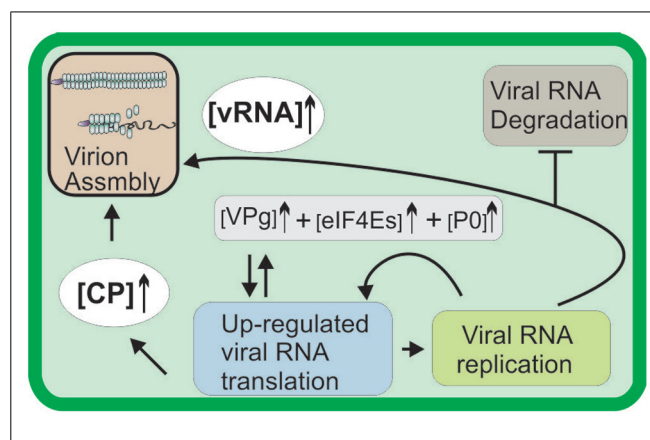 [vRNA]↑
Viral RNA
Degradation
Virion
Assmbly
[VPg]↑ + [eIF4Es]↑ + [P0]↑
[CP]↑
Up-regulated
viral RNA
translation
Viral RNA
replication